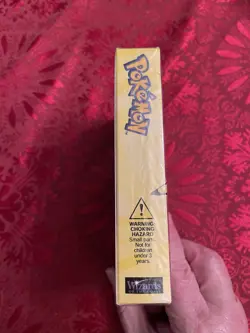 POKéMON
WARNING:
CHOKING
HAZARD
Small parts.
Not for
children
under 3
years.
Wizards